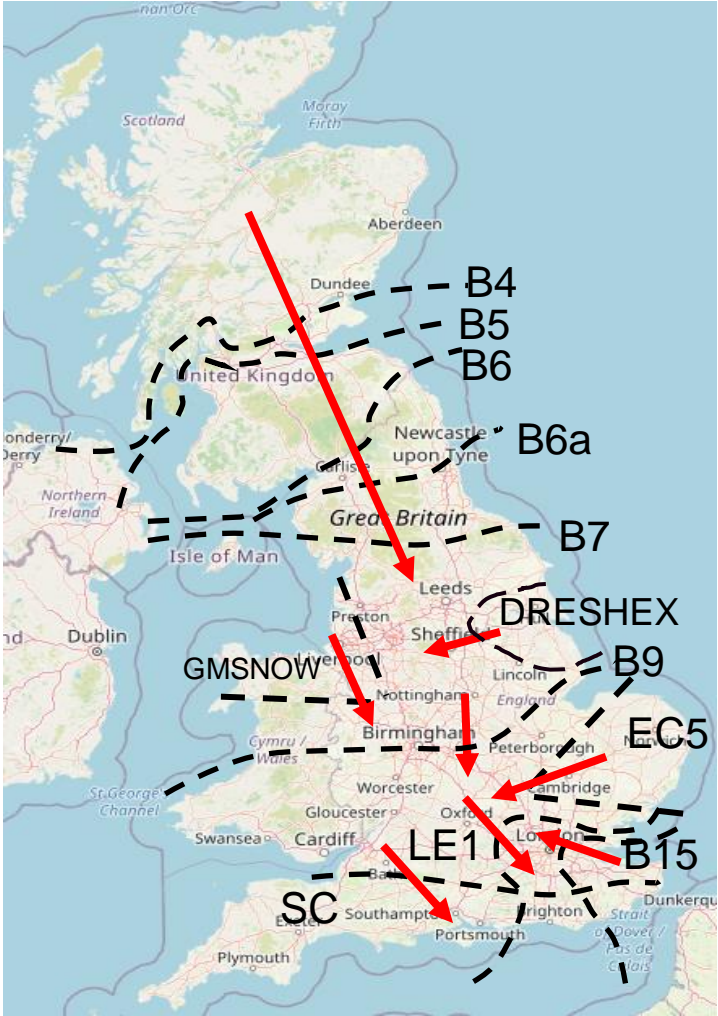 nan Orc
Moray
Firth
Scotland
Aberdeen
Dundee
B4
B5
United Kingdom
B6
onderry/
Derry
Newcastle
upon Tyne
B6a
Carlisle
Northern
Ireland
Great Britain
B7
Isle of Man
Leeds
Preston
DRESHEX
nd
Dublin
Sheffield
Liverpool
GMSNOW
B9
Lincoln
Nottingham
England
EC5
Birmingham
Norwich
Cymru /
Wales
Peterborough
St George
Channel
Worcester
Cambridge
Gloucester
Oxford
Swansea
Cardiff
LE1
London
B15
Bath
SC
Dunkerqu
Exeter
Southampton
Brighton
Strait
of Dover /
Pas de
Calais
Portsmouth
Plymouth